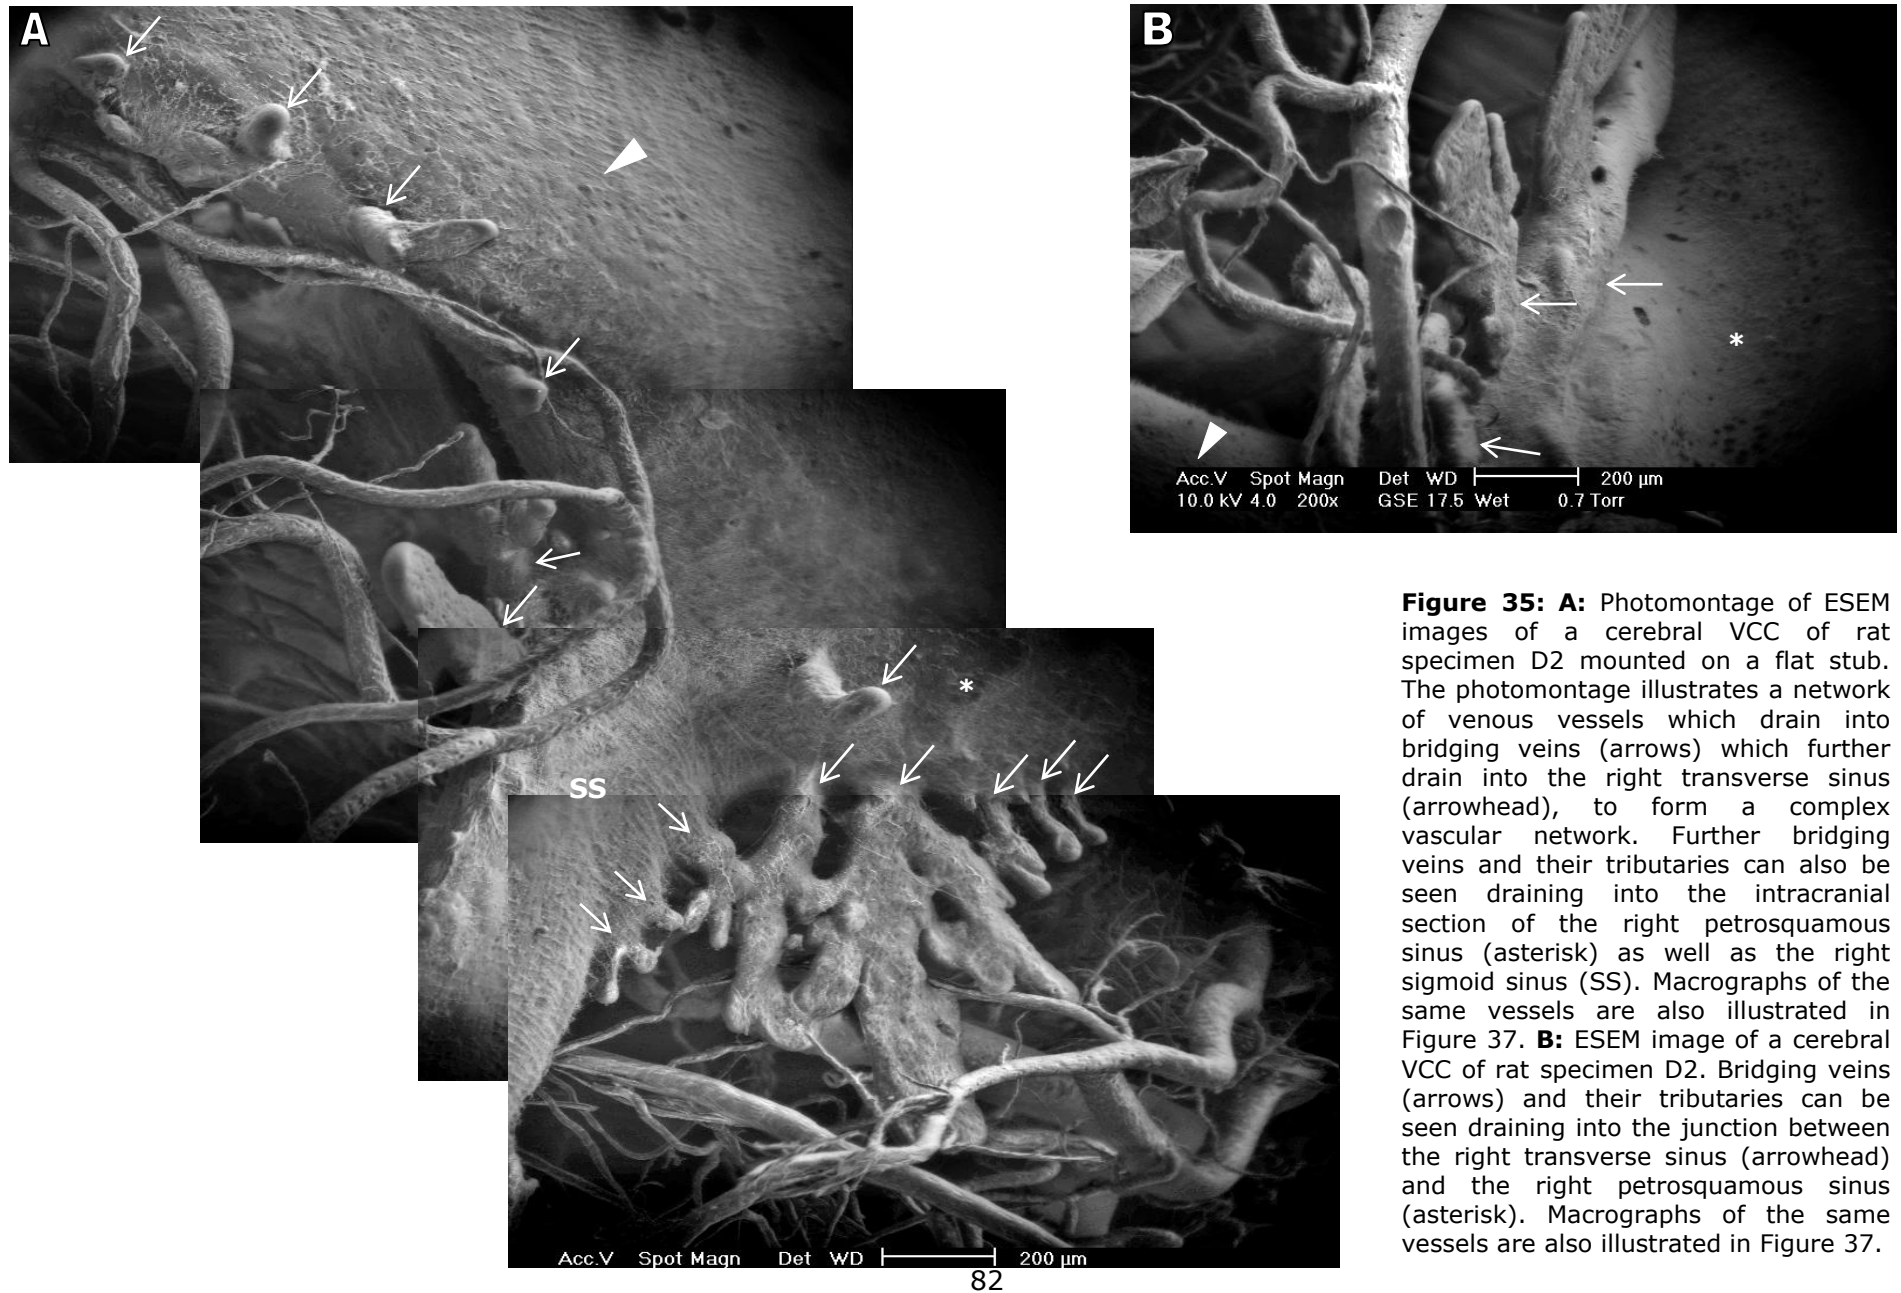 A
B
*
Acc.V Spot Magn Det WD 200 µm
10.0 kV 4.0 200x GSE 17.5 Wet 0.7 Torr
*
SS
Acc.V Spot Magn Det WD 200 µm
Figure 35: A: Photomontage of ESEM
images of a cerebral VCC of rat
specimen D2 mounted on a flat stub.
The photomontage illustrates a network
of venous vessels which drain into
bridging veins (arrows) which further
drain into the right transverse sinus
(arrowhead), to form a complex
vascular network. Further bridging
veins and their tributaries can also be
seen draining into the intracranial
section of the right petrosquamous
sinus (asterisk) as well as the right
sigmoid sinus (SS). Macrographs of the
same vessels are also illustrated in
Figure 37. B: ESEM image of a cerebral
VCC of rat specimen D2. Bridging veins
(arrows) and their tributaries can be
seen draining into the junction between
the right transverse sinus (arrowhead)
and the right petrosquamous sinus
(asterisk). Macrographs of the same
vessels are also illustrated in Figure 37.
82